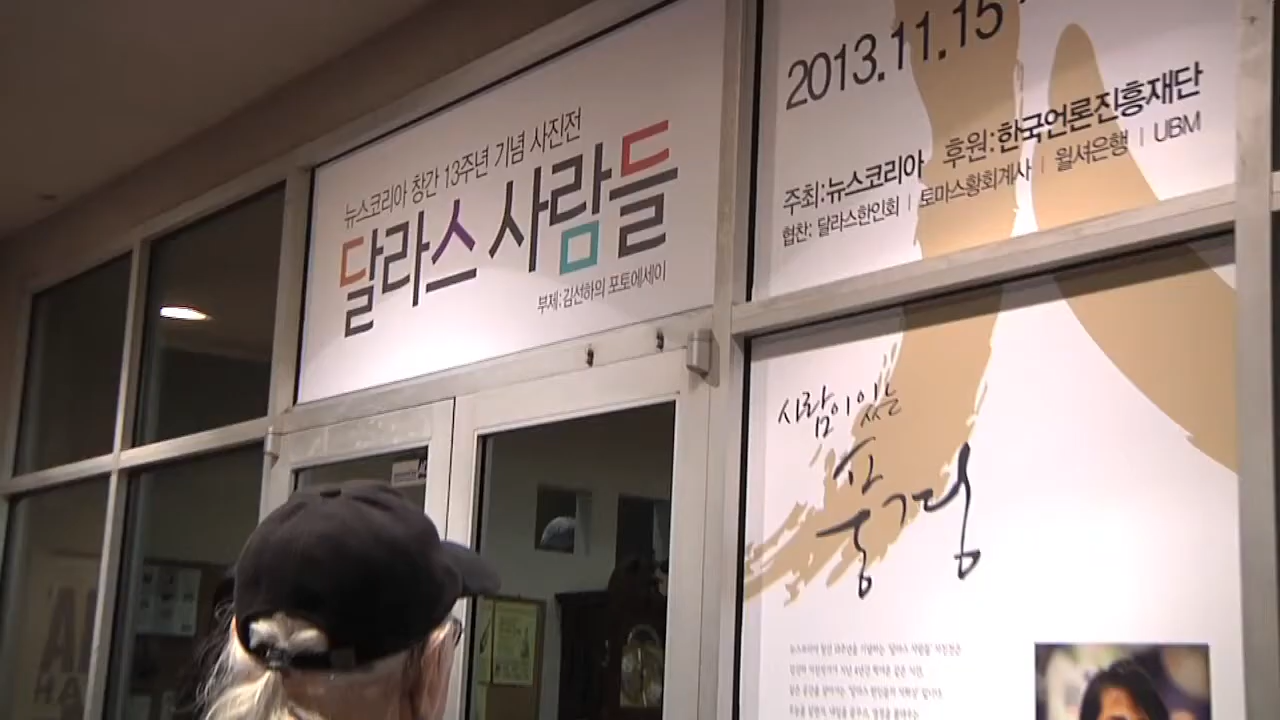 뉴스코리아 창간 13주년 기념 사진전
달라스 사람들
부제:김선하의 포토에세이
2013.11.15
주최:뉴스코리아 후원:한국언론진흥재단
협찬: 달라스한인회 | 토마스황회계사 | 윌셔은행 | UBM
사람이 있는
풍경